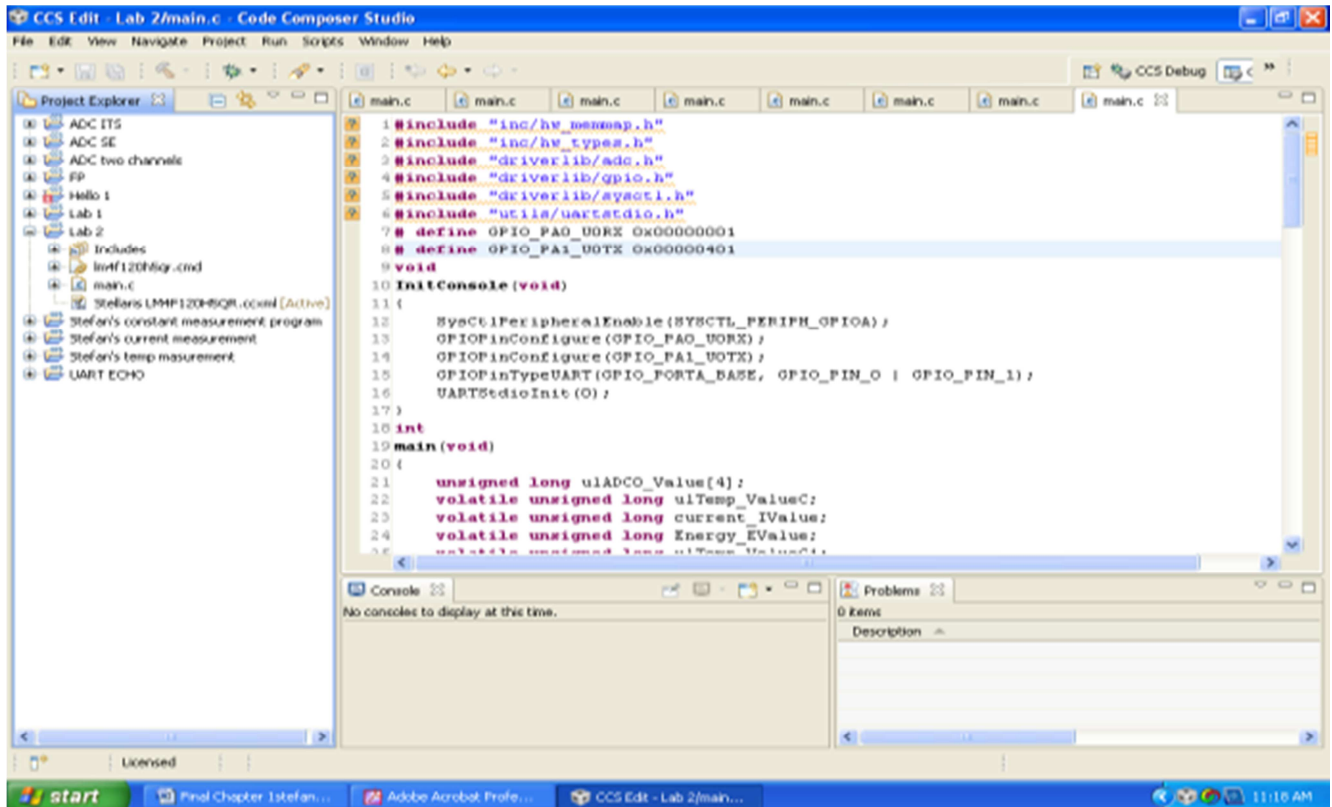 CCS Edit - Lab 2/main.c - Code Composer Studio
File Edit View Navigate Project Run Scripts Window Help
CCS Debug
Project Explorer
main.c main.c main.c main.c main.c main.c main.c main.c
ADC ITS
ADC SE
ADC two channels
FP
Hello 1
Lab 1
Lab 2
Includes
lm4f120h5qr.cmd
main.c
Stellaris LM4F120H5QR.ccxml [Active]
Stefan's constant measurement program
Stefan's current measurement
Stefan's temp masurement
UART ECHO
1 #include "inc/hw_memmap.h"
2 #include "inc/hw_types.h"
3 #include "driverlib/adc.h"
4 #include "driverlib/gpio.h"
5 #include "driverlib/sysctl.h"
6 #include "utils/uartstdio.h"
7 # define GPIO_PA0_U0RX 0x00000001
8 # define GPIO_PA1_U0TX 0x00000401
9 void
10 InitConsole(void)
11 {
12 SysCtlPeripheralEnable(SYSCTL_PERIPH_GPIOA);
13 GPIOPinConfigure(GPIO_PA0_U0RX);
14 GPIOPinConfigure(GPIO_PA1_U0TX);
15 GPIOPinTypeUART(GPIO_PORTA_BASE, GPIO_PIN_0 | GPIO_PIN_1);
16 UARTStdioInit(0);
17 }
18 int
19 main(void)
20 {
21 unsigned long ulADC0_Value[4];
22 volatile unsigned long ulTemp_ValueC;
23 volatile unsigned long current_IValue;
24 volatile unsigned long Energy_EValue;
25 volatile unsigned long
Console
No consoles to display at this time.
Problems
0 items
Description
Licensed
start
Final Chapter 1stefan...
Adobe Acrobat Profe...
CCS Edit - Lab 2/main...
11:18 AM